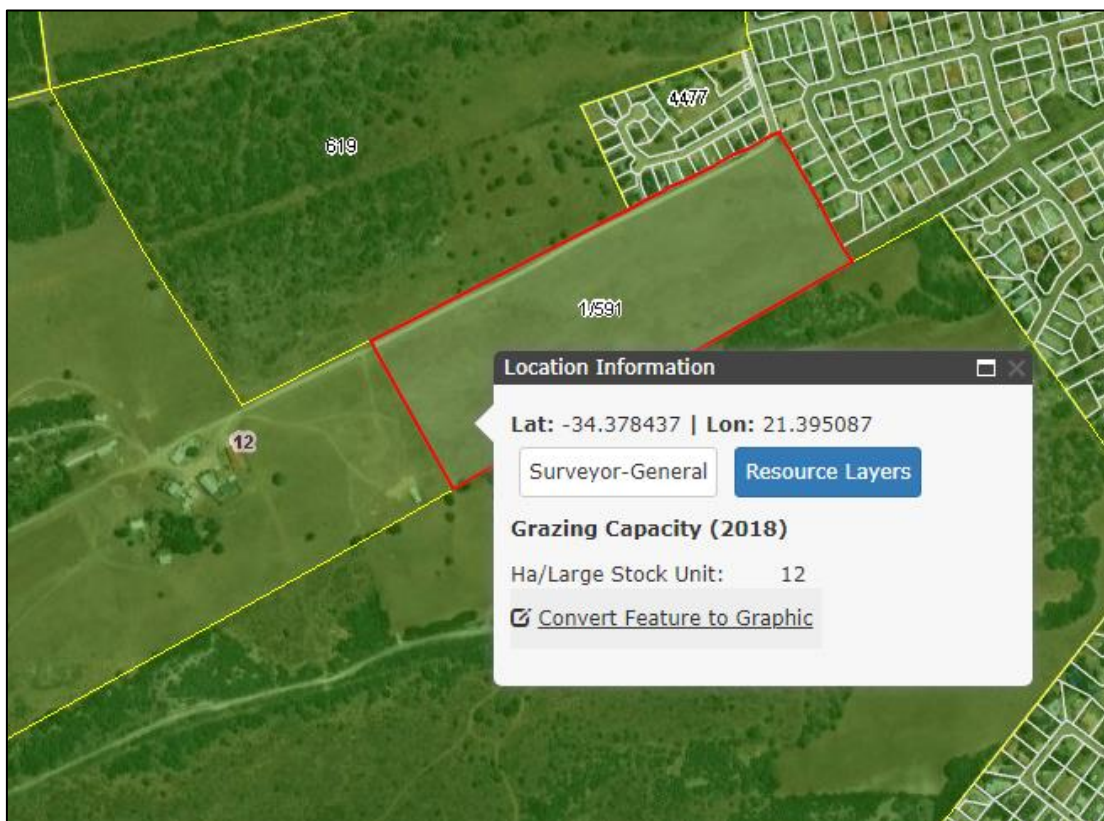 4477
619
1/591
Location Information
12
Lat: -34.378437 | Lon: 21.395087
Surveyor-General
Resource Layers
Grazing Capacity (2018)
Ha/Large Stock Unit: 12
Convert Feature to Graphic